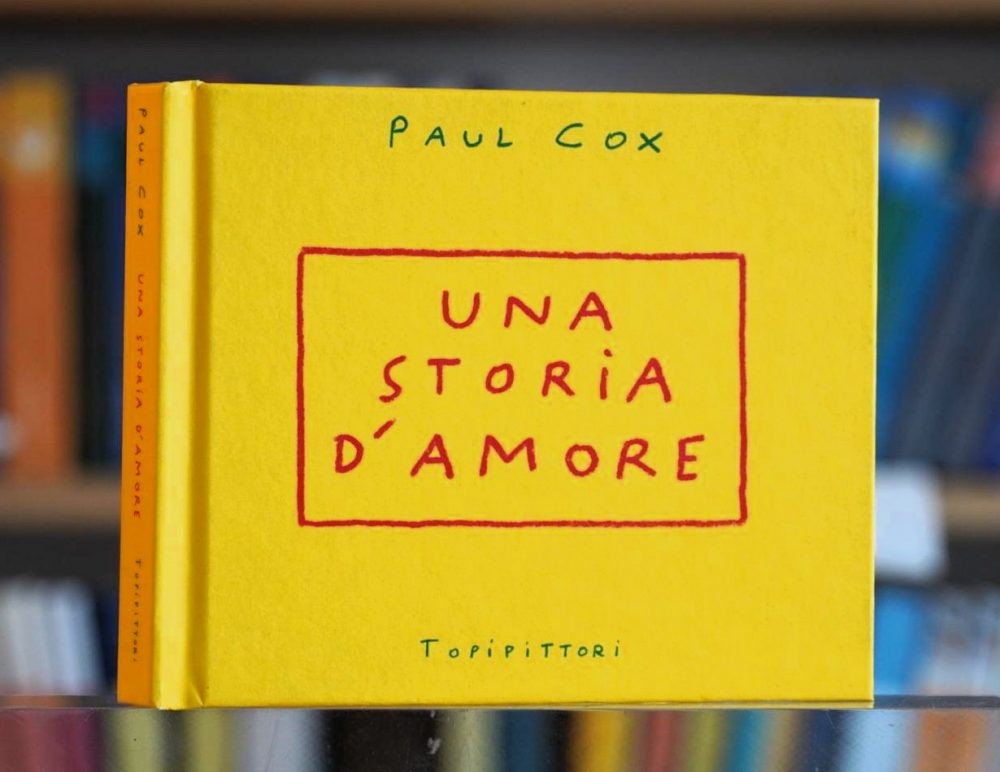 PAUL COX
UNA
STORiA
D'AMORE
TOPiPiTTORi
PAUL COX UNA STORiA D'AMORE TOPiPiTTORi